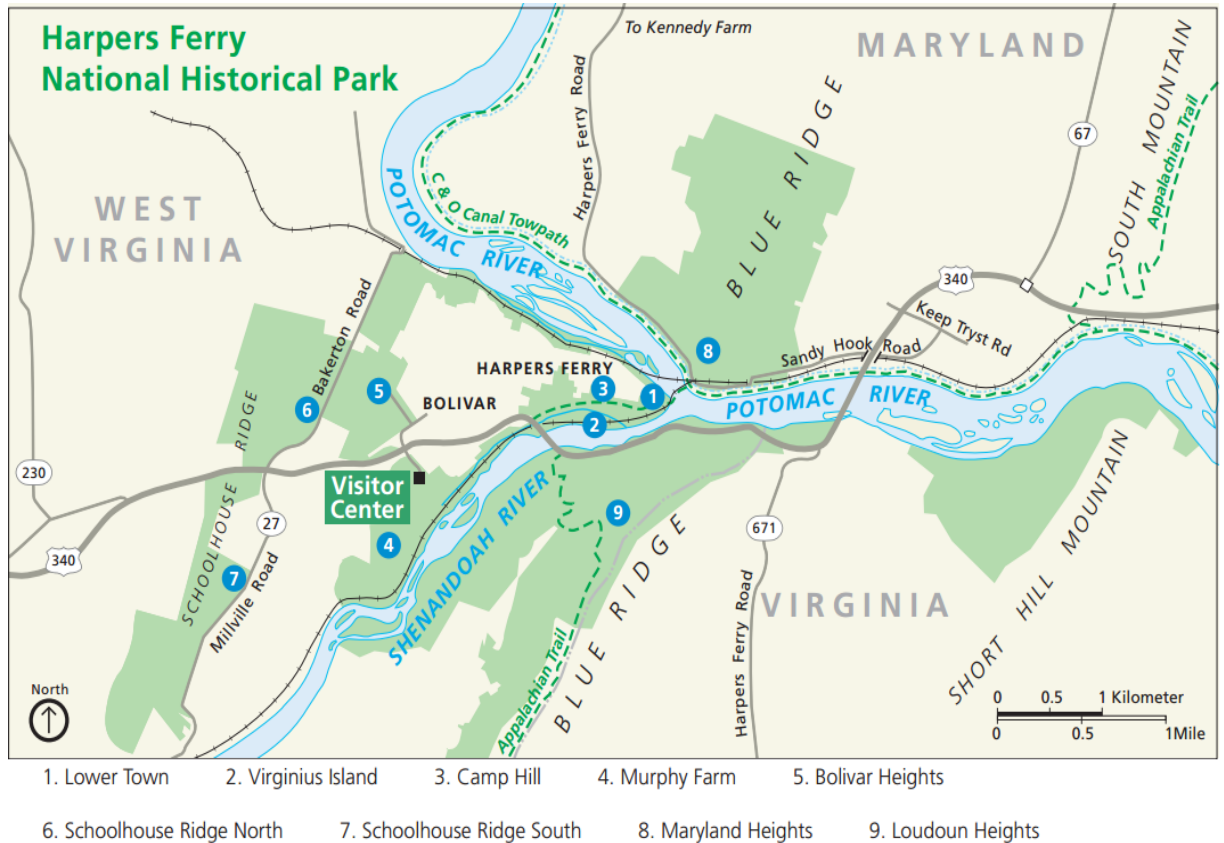 Harpers Ferry
National Historical Park
To Kennedy Farm
MARYLAND
SOUTH MOUNTAIN
Appalachian Trail
67
Harpers Ferry Road
BLUE RIDGE
C & O Canal Towpath
POTOMAC RIVER
WEST
VIRGINIA
Bakerton Road
340
Keep Tryst Rd
Sandy Hook Road
8
HARPERS FERRY
3
1
5
6
BOLIVAR
2
POTOMAC RIVER
SCHOOLHOUSE RIDGE
230
Visitor
Center
27
4
340
7
Millville Road
SHENANDOAH RIVER
9
671
BLUE RIDGE
Appalachian Trail
VIRGINIA
Harpers Ferry Road
SHORT HILL MOUNTAIN
North
0 0.5 1 Kilometer
0 0.5 1Mile
1. Lower Town 2. Virginius Island 3. Camp Hill 4. Murphy Farm 5. Bolivar Heights
6. Schoolhouse Ridge North 7. Schoolhouse Ridge South 8. Maryland Heights 9. Loudoun Heights